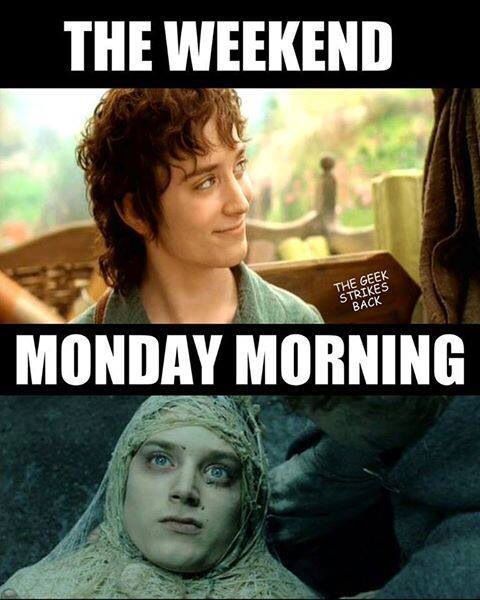 THE WEEKEND
THE GEEK
STRIKES
BACK
MONDAY MORNING